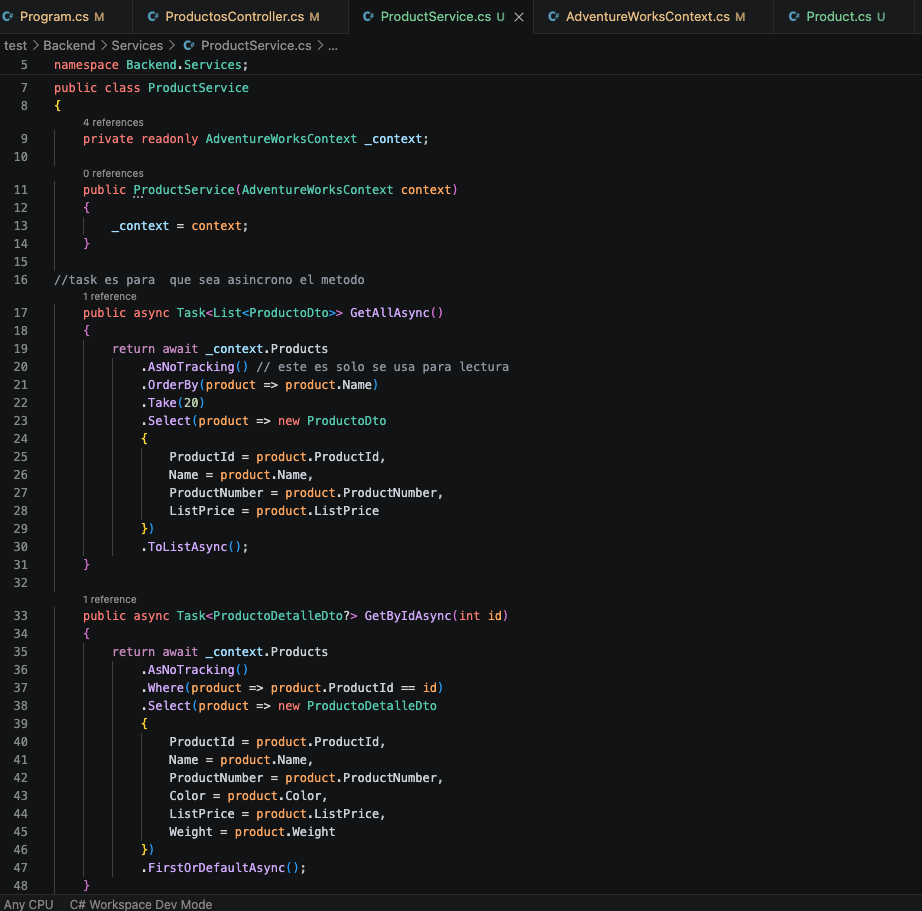 Program.cs M ProductosController.cs M ProductService.cs U AdventureWorksContext.cs M Product.cs U
test > Backend > Services > ProductService.cs > ...
5 namespace Backend.Services;
7 public class ProductService
8 {
4 references
9 private readonly AdventureWorksContext _context;
10
0 references
11 public ProductService(AdventureWorksContext context)
12 {
13 _context = context;
14 }
15
16 //task es para  que sea asincrono el metodo
1 reference
17 public async Task<List<ProductoDto>> GetAllAsync()
18 {
19 return await _context.Products
20 .AsNoTracking() // este es solo se usa para lectura
21 .OrderBy(product => product.Name)
22 .Take(20)
23 .Select(product => new ProductoDto
24 {
25 ProductId = product.ProductId,
26 Name = product.Name,
27 ProductNumber = product.ProductNumber,
28 ListPrice = product.ListPrice
29 })
30 .ToListAsync();
31 }
32
1 reference
33 public async Task<ProductoDetalleDto?> GetByIdAsync(int id)
34 {
35 return await _context.Products
36 .AsNoTracking()
37 .Where(product => product.ProductId == id)
38 .Select(product => new ProductoDetalleDto
39 {
40 ProductId = product.ProductId,
41 Name = product.Name,
42 ProductNumber = product.ProductNumber,
43 Color = product.Color,
44 ListPrice = product.ListPrice,
45 Weight = product.Weight
46 })
47 .FirstOrDefaultAsync();
48 }
Any CPU C# Workspace Dev Mode